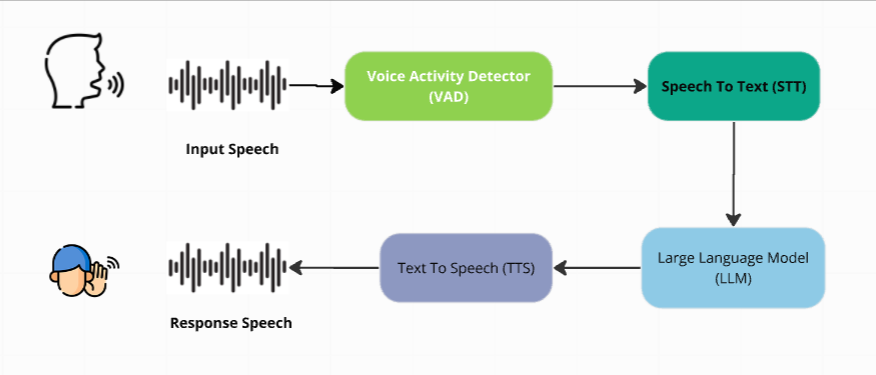 Voice Activity Detector
(VAD)
Speech To Text (STT)
Input Speech
Large Language Model
(LLM)
Text To Speech (TTS)
Response Speech